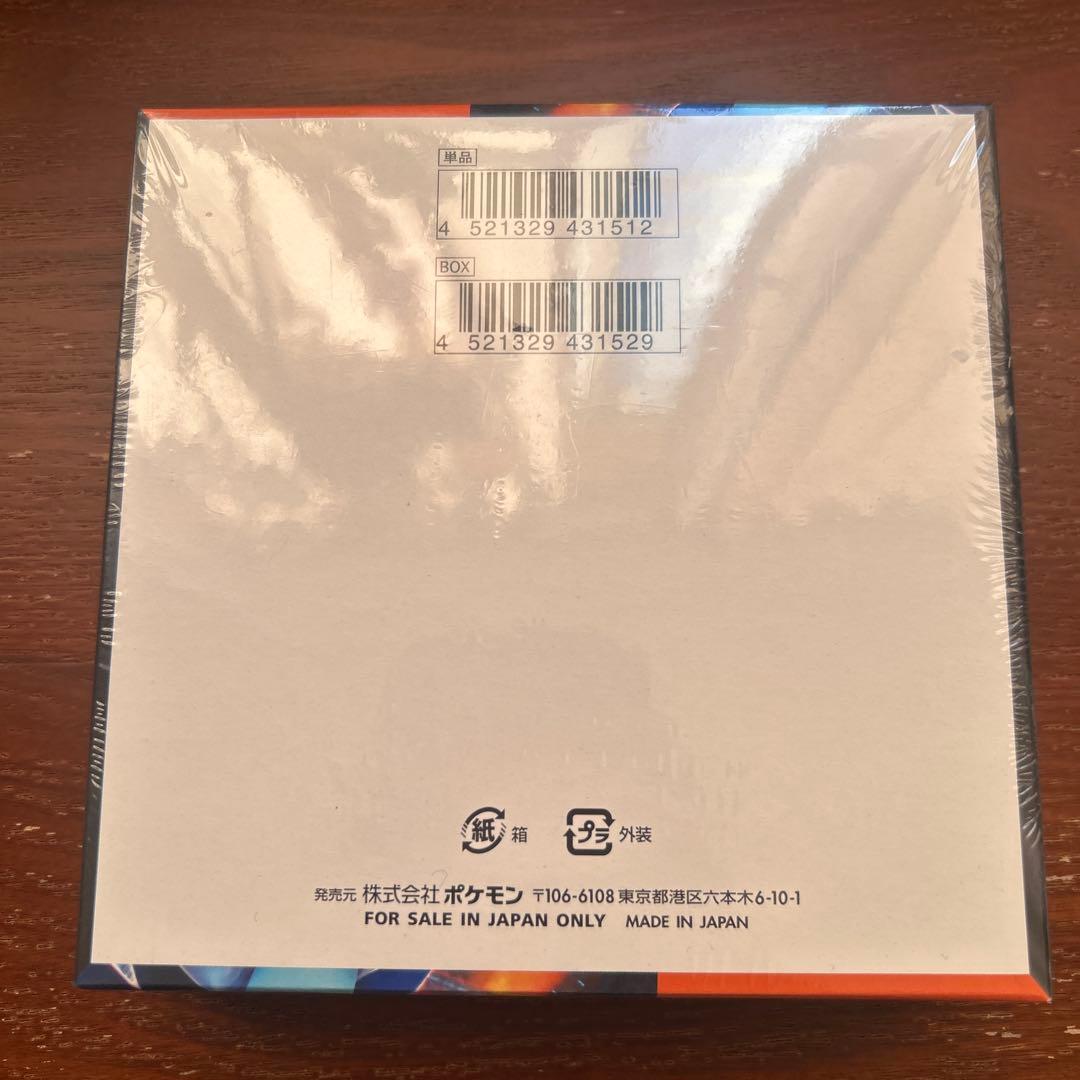 単品
4 521329 431512
BOX
4 521329 431529
紙 箱 プラ 外装
発売元 株式会社 ポケモン 〒106-6108 東京都港区六本木6-10-1
FOR SALE IN JAPAN ONLY MADE IN JAPAN